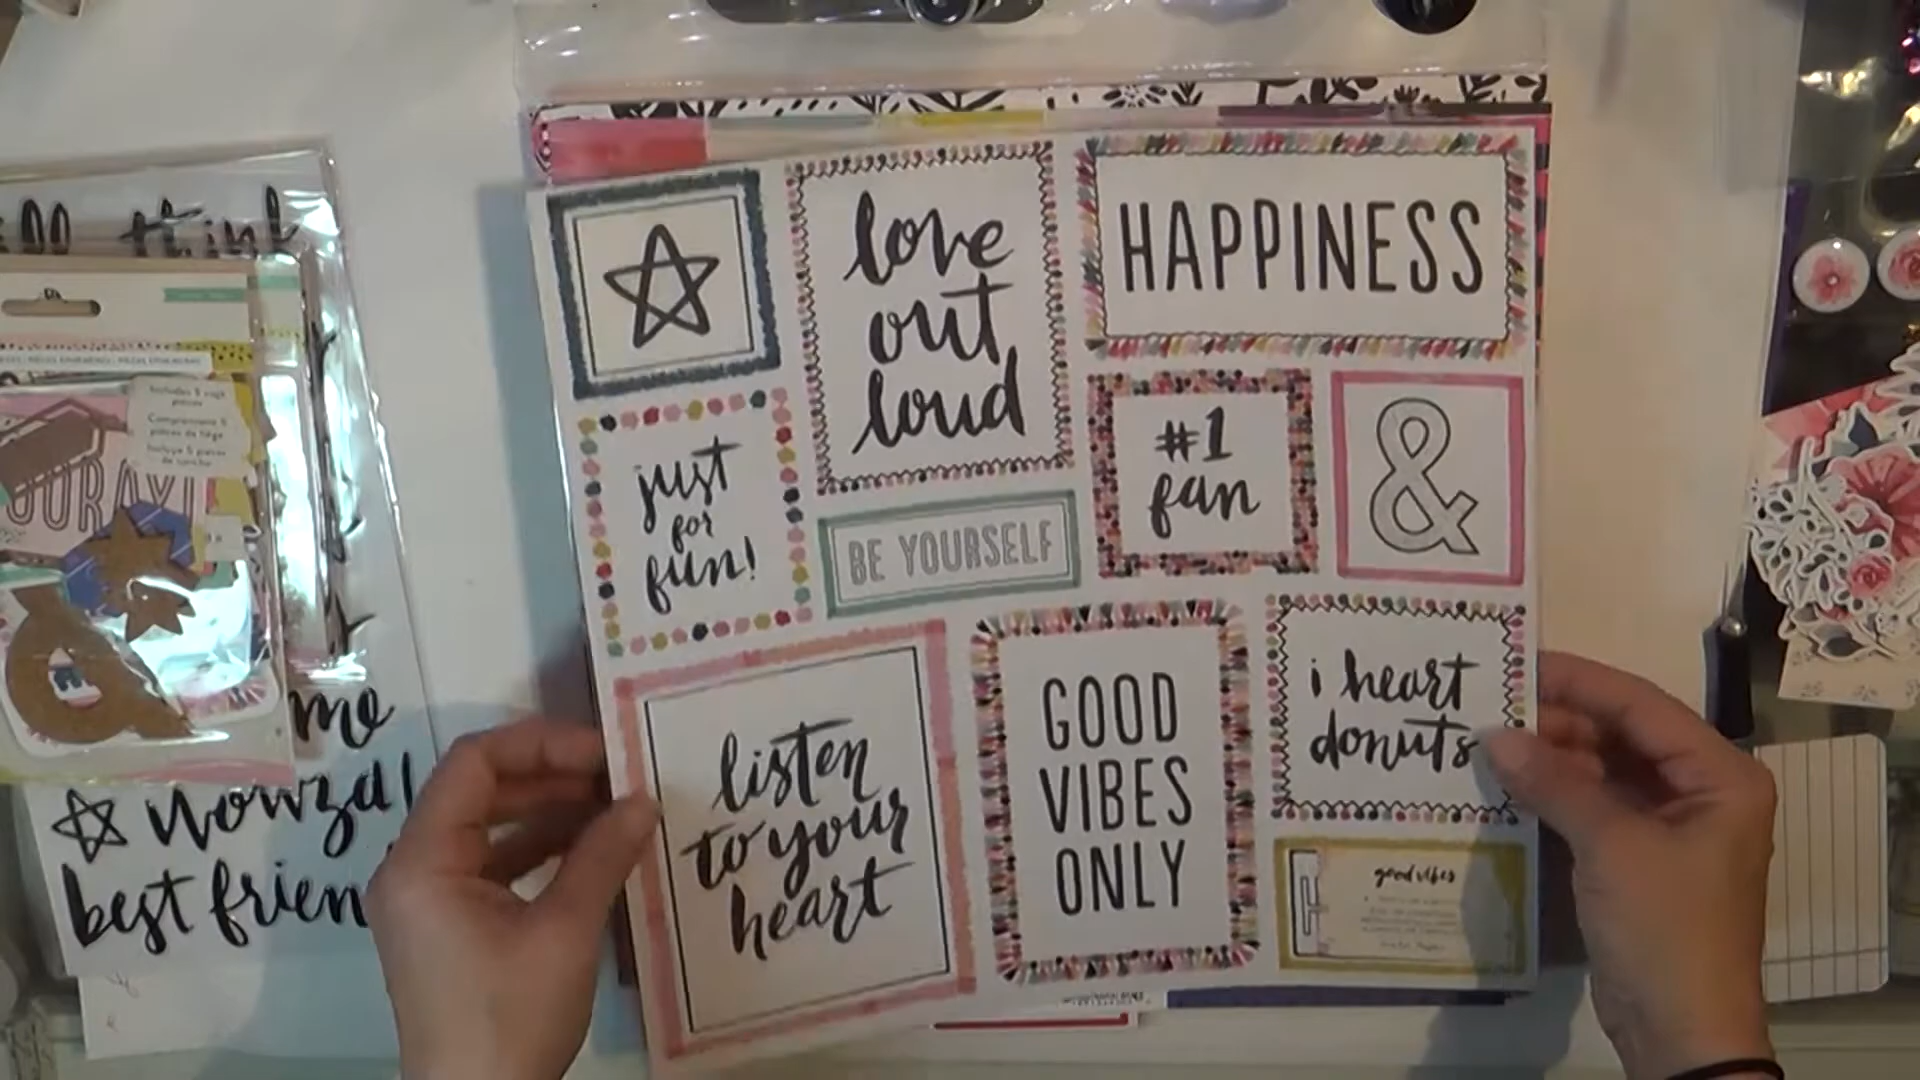 love
out
loud
HAPPINESS
just
for
fun!
BE YOURSELF
#1
fan
&
listen
to your
heart
GOOD
VIBES
ONLY
i heart
donuts
good vibes
H
me
wowza!
best frien